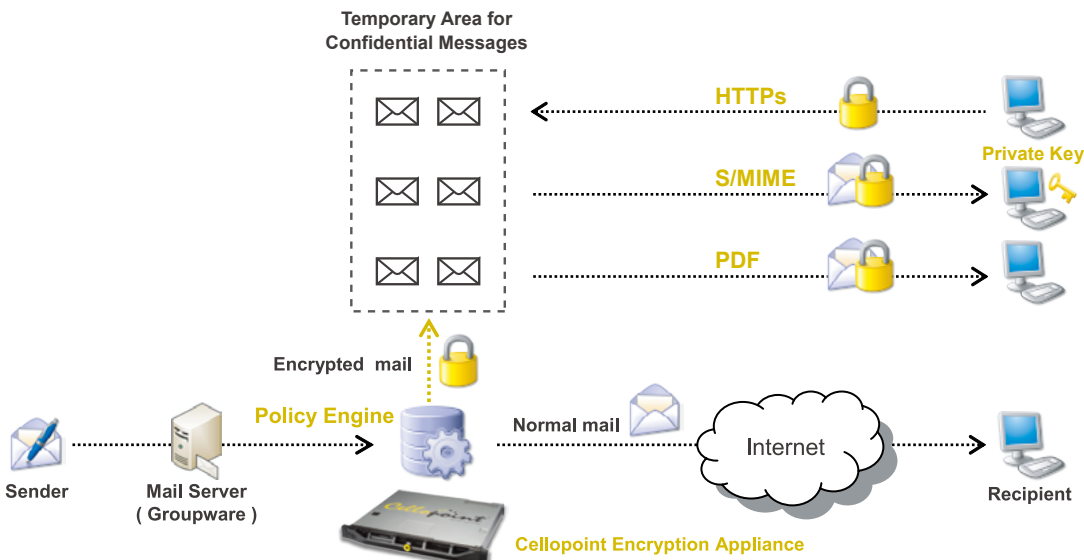 Temporary Area for
Confidential Messages
HTTPs
Private Key
S/MIME
PDF
Encrypted mail
Policy Engine
Normal mail
Internet
Sender
Mail Server
( Groupware )
Recipient
Cellopoint
Cellopoint Encryption Appliance